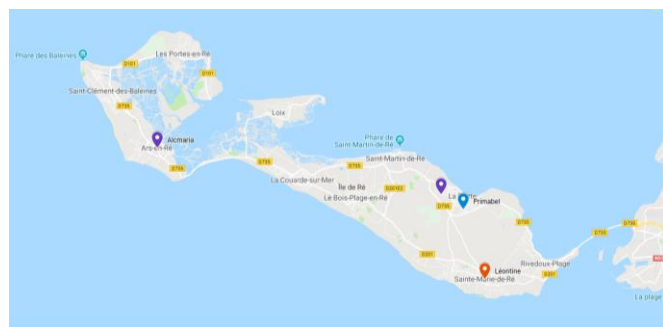 Phare des Baleines
Les Portes-en-Ré
D101
D101
Saint-Clément-des-Baleines
D735
Loix
Alcmaria
Ars-en-Ré
D735
Phare de
Saint-Martin-de-Ré
D735
D735
Saint-Martin-de-Ré
La Couarde-sur-Mer
Île de Ré
D201E2
Le Bois-Plage-en-Ré
La
Primabel
D735
D735
D735
D735
D201
Rivedoux-Plage
Léontine
Sainte-Marie-de-Ré
D201
La plage